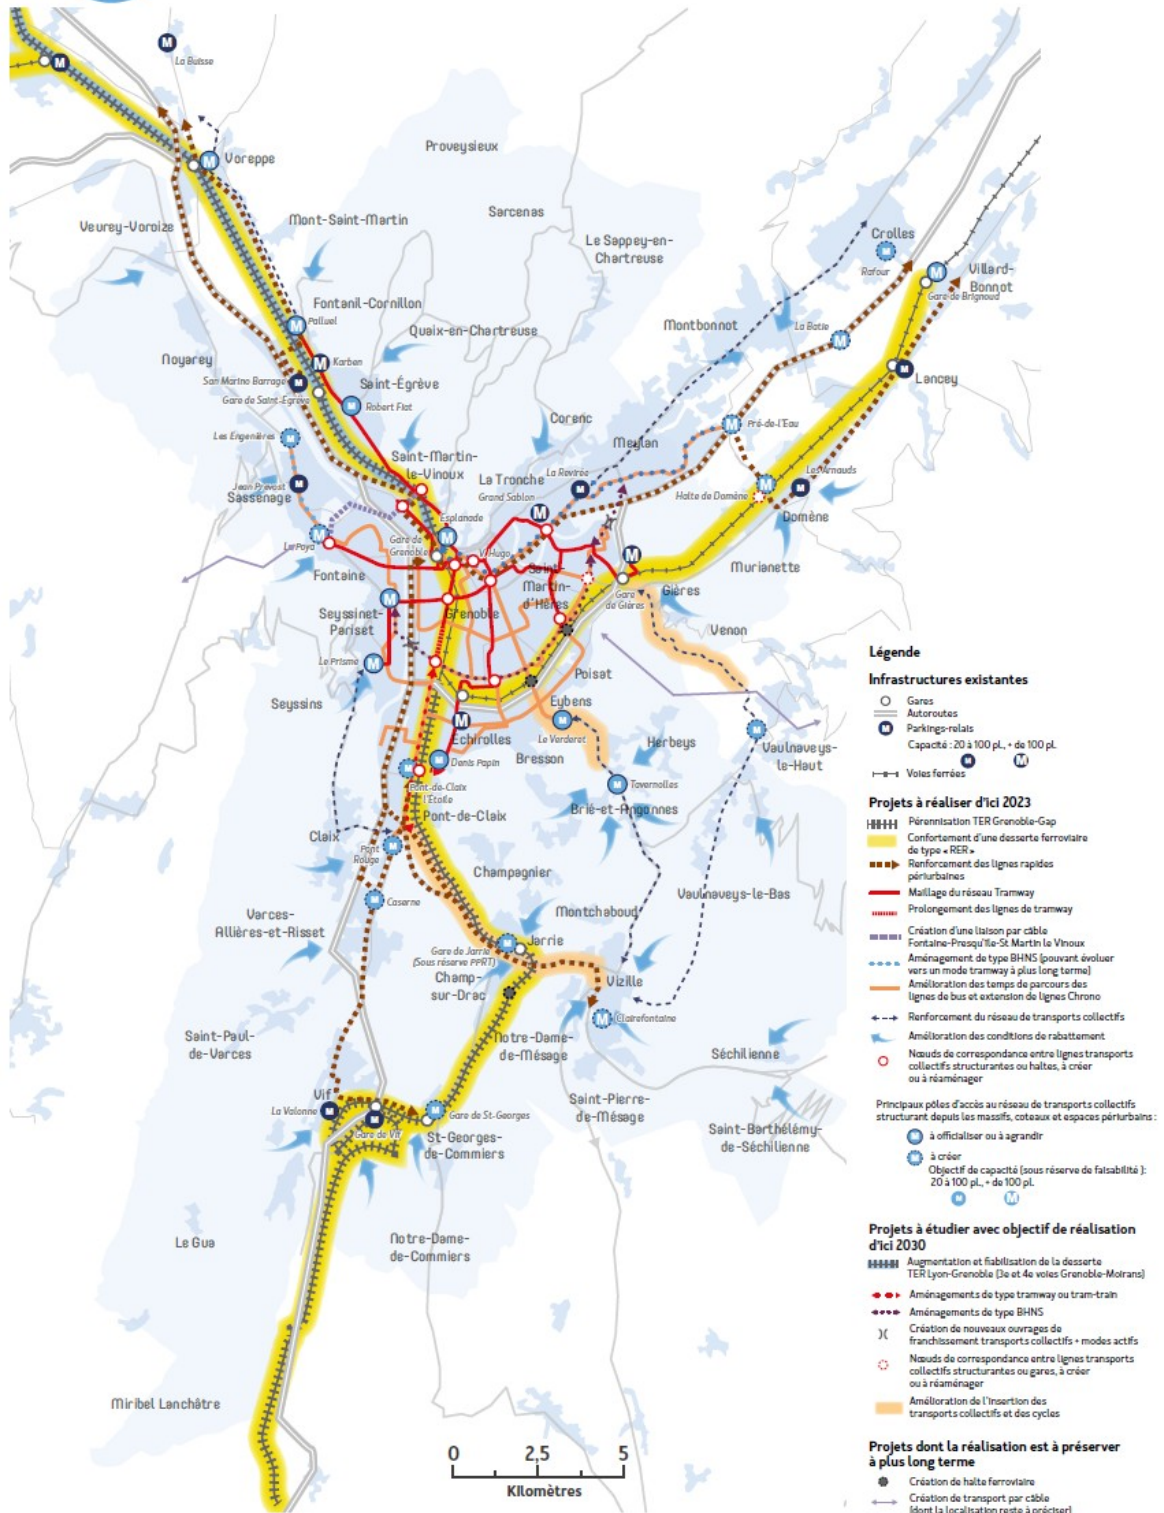 M
La Buisse
M
M
Voreppe
Proveysieux
Veurey-Voroize
Mont-Saint-Martin
Sarcenas
Le Sappey-en-
Chartreuse
Crolles
M
Rafour
M
Villard-
Bonnot
Gare de Brignoud
Fontanil-Cornillon
M
Palluel
Quaix-en-Chartreuse
Montbonnot
La Batie
M
Noyarey
M
Karben
San Marino Barrage
M
Gare de Saint-Égrève
Saint-Égrève
M
Robert Fiat
M
Lancey
Corenc
M
Pré-de-l'Eau
Les Engenières
M
Meylan
Saint-Martin-
le-Vinoux
La Tronche
La Revirée
M
Les Arnauds
M
Jean Prévost
M
Sassenage
Grand Sablon
M
Halte de Domène
M
Domène
Esplanade
M
La Poya
M
Gare de
Grenoble
V. Hugo
M
Fontaine
Saint-
Martin-
d'Hères
Gare
de Gières
Gières
Murianette
M
Grenoble
Seyssinet-
Pariset
Venon
Le Prisme
M
Poisat
Seyssins
Eybens
M
Le Verderet
M
Echirolles
Herbeys
M
Vaulnaveys-
le-Haut
M
Denis Papin
Bresson
M
Pont-de-Claix
l'Etoile
M
Tavernolles
Brié-et-Angonnes
Pont-de-Claix
Claix
Pont
Rouge
M
Champagnier
Vaulnaveys-le-Bas
M
Caserne
Varces-
Allières-et-Risset
Montchaboud
M
Jarrie
Gare de Jarrie
(Sous réserve PPRT)
Champ-
sur-Drac
Vizille
M
Clairefontaine
Saint-Paul-
de-Varces
Notre-Dame-
de-Mésage
Séchilienne
Vif
La Valonne
M
M
Gare de Vif
M
Gare de St-Georges
St-Georges-
de-Commiers
Saint-Pierre-
de-Mésage
Saint-Barthélémy-
de-Séchilienne
Le Gua
Notre-Dame-
de-Commiers
Miribel Lanchâtre
0 2,5 5
Kilomètres
Légende
Infrastructures existantes
Gares
Autoroutes
M Parkings-relais
Capacité : 20 à 100 pl., + de 100 pl.
M M
Voies ferrées
Projets à réaliser d'ici 2023
Pérennisation TER Grenoble-Gap
Confortement d'une desserte ferroviaire
de type « RER »
Renforcement des lignes rapides
périurbaines
Maillage du réseau Tramway
Prolongement des lignes de tramway
Création d'une liaison par câble
Fontaine-Presqu'île-St Martin le Vinoux
Aménagement de type BHNS (pouvant évoluer
vers un mode tramway à plus long terme)
Amélioration des temps de parcours des
lignes de bus et extension de lignes Chrono
Renforcement du réseau de transports collectifs
Amélioration des conditions de rabattement
Nœuds de correspondance entre lignes transports
collectifs structurantes ou haltes, à créer
ou à réaménager
Principaux pôles d'accès au réseau de transports collectifs
structurant depuis les massifs, coteaux et espaces périurbains :
M à officialiser ou à agrandir
M à créer
Objectif de capacité (sous réserve de faisabilité ) :
20 à 100 pl., + de 100 pl.
M M
Projets à étudier avec objectif de réalisation
d'ici 2030
Augmentation et fiabilisation de la desserte
TER Lyon-Grenoble (3e et 4e voies Grenoble-Moirans)
Aménagements de type tramway ou tram-train
Aménagements de type BHNS
Création de nouveaux ouvrages de
franchissement transports collectifs + modes actifs
Nœuds de correspondance entre lignes transports
collectifs structurantes ou gares, à créer
ou à réaménager
Amélioration de l'insertion des
transports collectifs et des cycles
Projets dont la réalisation est à préserver
à plus long terme
Création de halte ferroviaire
Création de transport par câble
(dont la localisation reste à préciser)